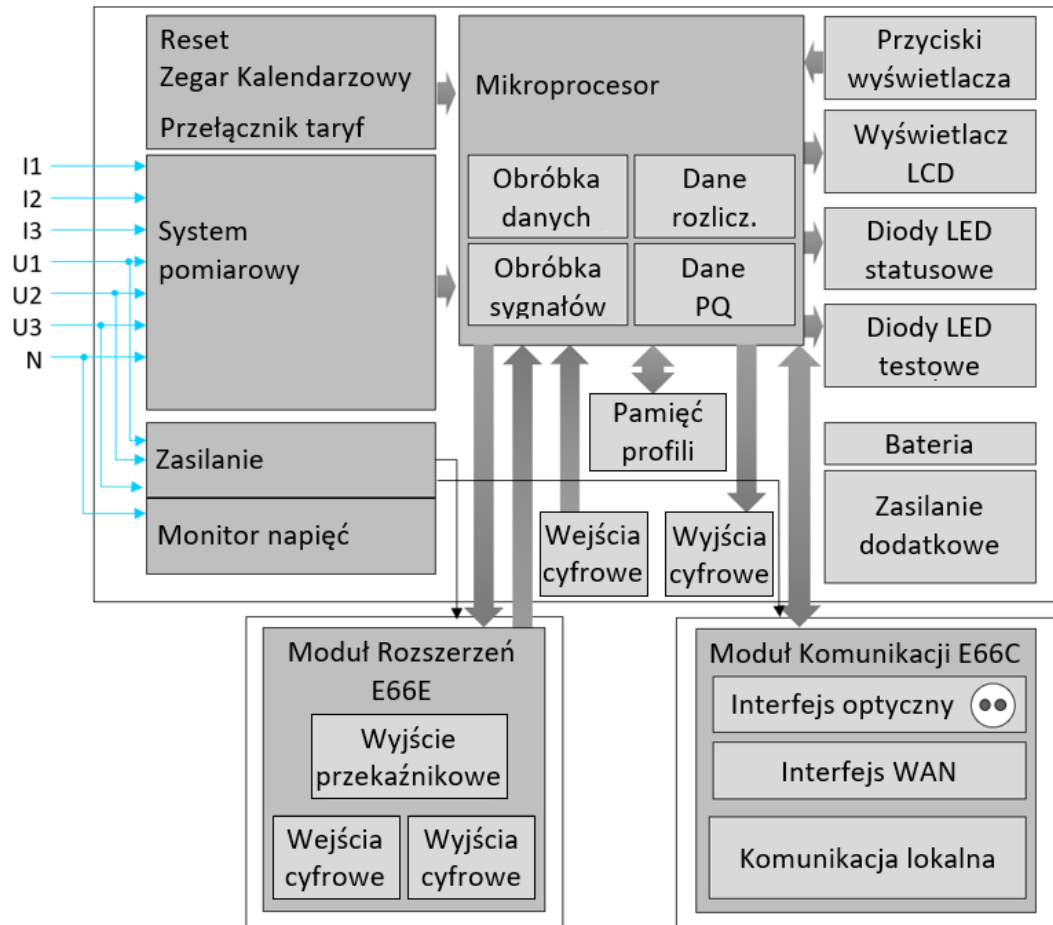 Reset
Zegar Kalendarzowy
Przełącznik taryf
Mikroprocesor
Przyciski
wyświetlacza
Wyświetlacz
LCD
Obróbka
danych
Dane
rozlicz.
Obróbka
sygnałów
Dane
PQ
Diody LED
statusowe
Diody LED
testowe
I1
I2
I3
U1
U2
U3
N
System
pomiarowy
Pamięć
profili
Zasilanie
Monitor napięć
Wejścia
cyfrowe
Wyjścia
cyfrowe
Bateria
Zasilanie
dodatkowe
Moduł Rozszerzeń
E66E
Wyjście
przekaźnikowe
Wejścia
cyfrowe
Wyjścia
cyfrowe
Moduł Komunikacji E66C
Interfejs optyczny
Interfejs WAN
Komunikacja lokalna